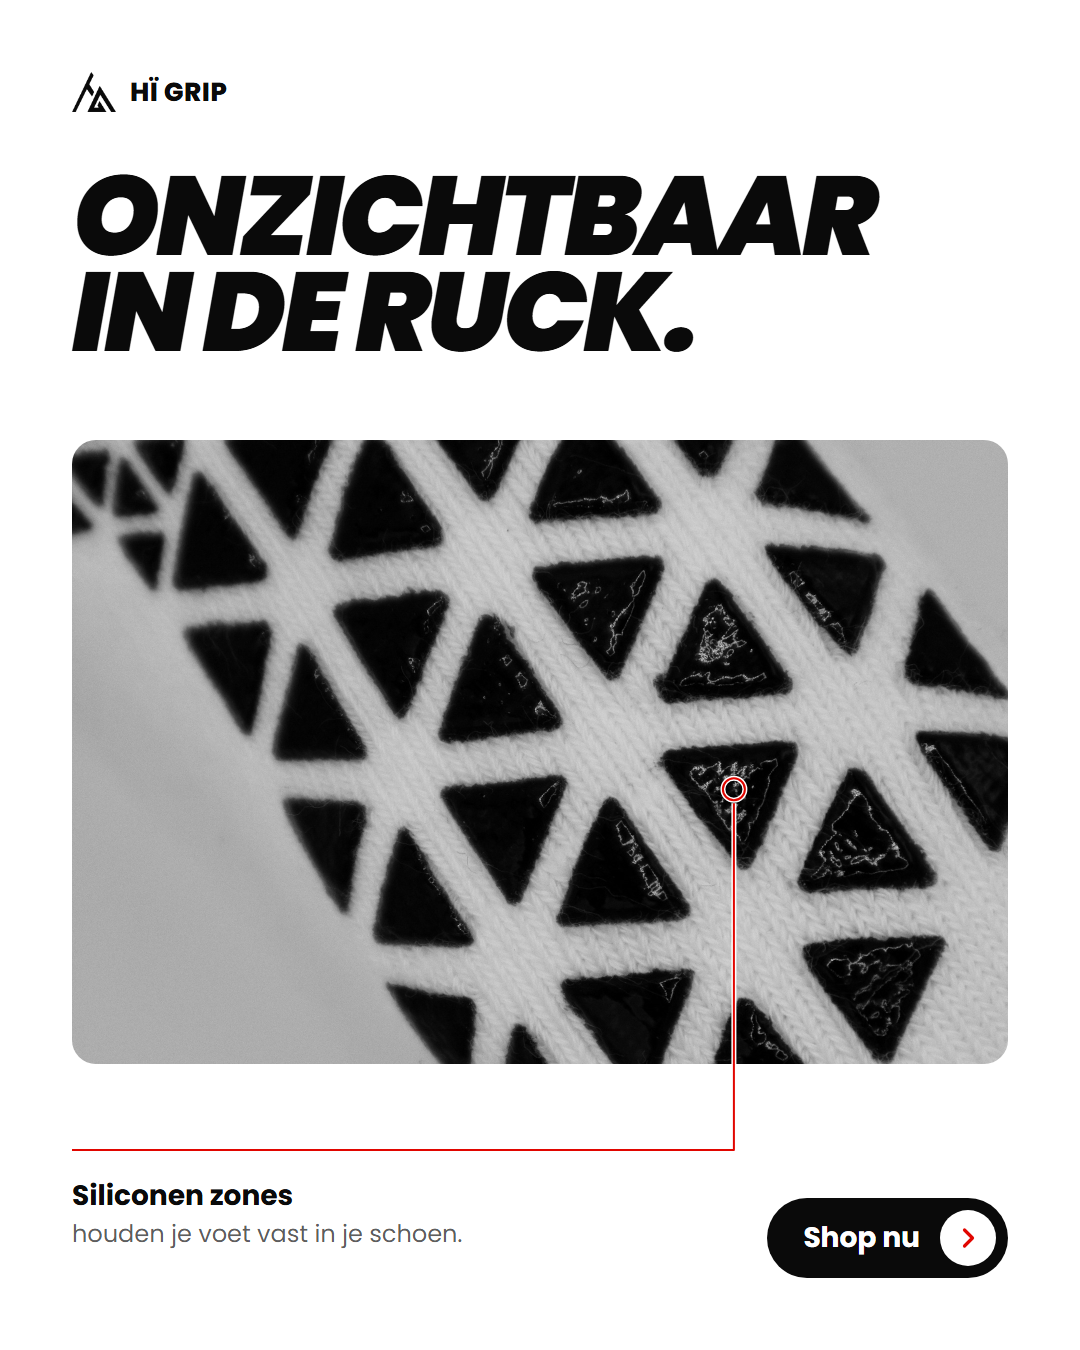 HÏ GRIP
ONZICHTBAAR
IN DE RUCK.
Siliconen zones
houden je voet vast in je schoen.
Shop nu